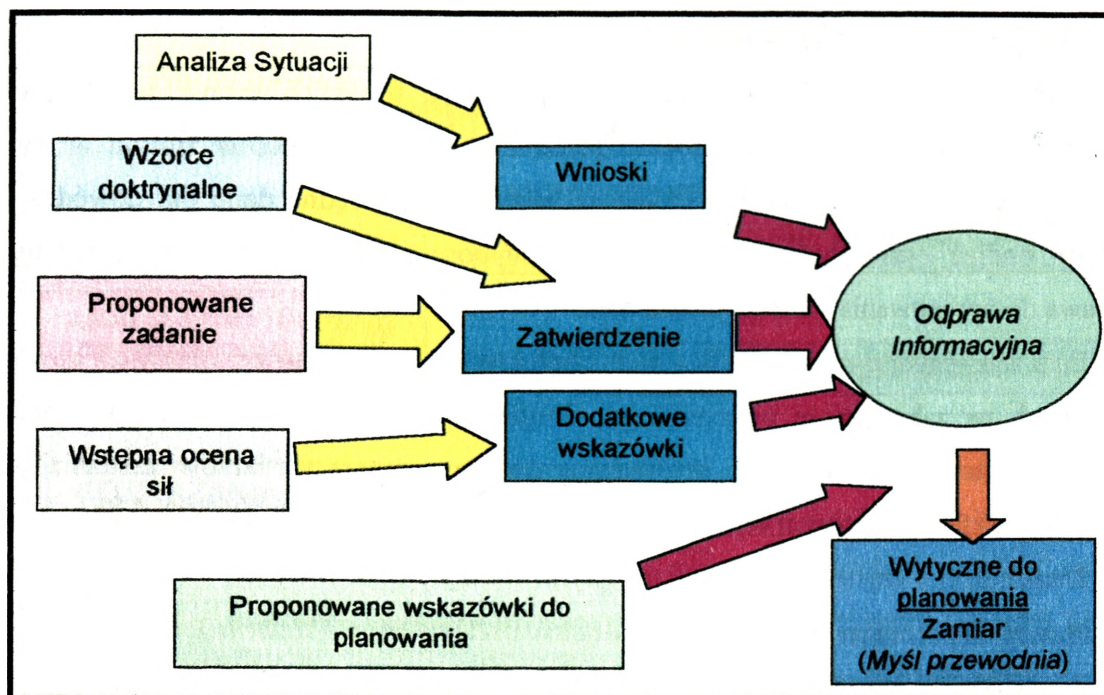 Analiza Sytuacji
Wzorce
doktrynalne
Wnioski
Proponowane
zadanie
Zatwierdzenie
Odprawa
Informacyjna
Wstępna ocena
sił
Dodatkowe
wskazówki
Proponowane wskazówki do
planowania
Wytyczne do
planowania
Zamiar
(Myśl przewodnia)